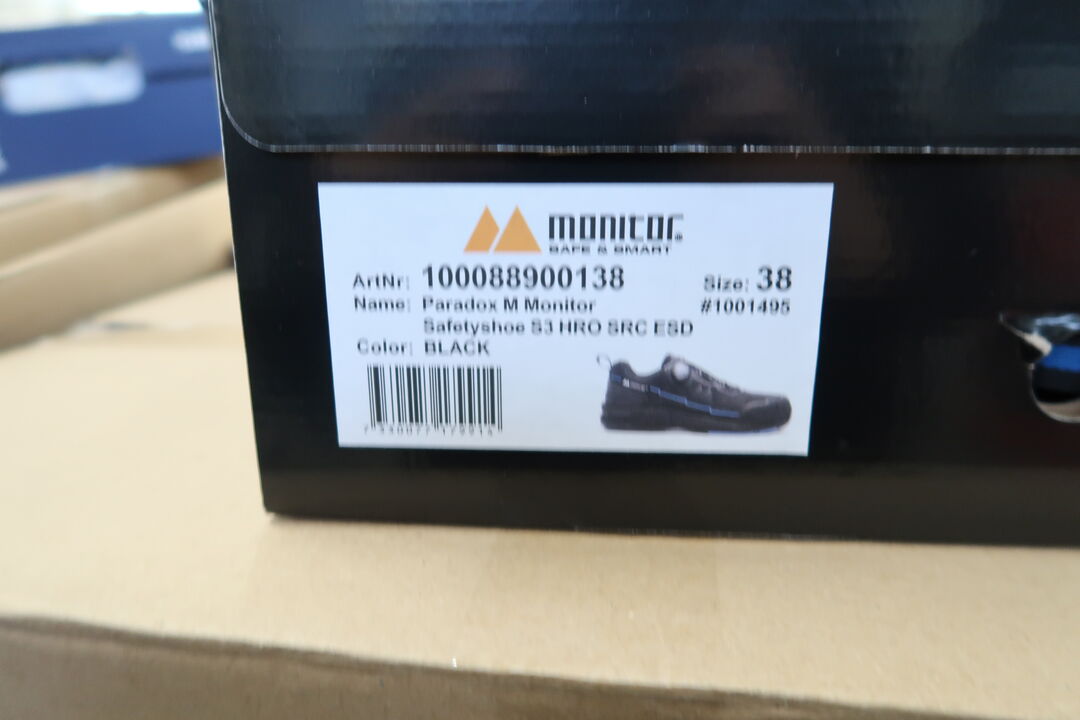 monitor®
SAFE & SMART
ArtNr: 100088900138 Size: 38
Name: Paradox M Monitor #1001495
Safetyshoe S3 HRO SRC ESD
Color: BLACK